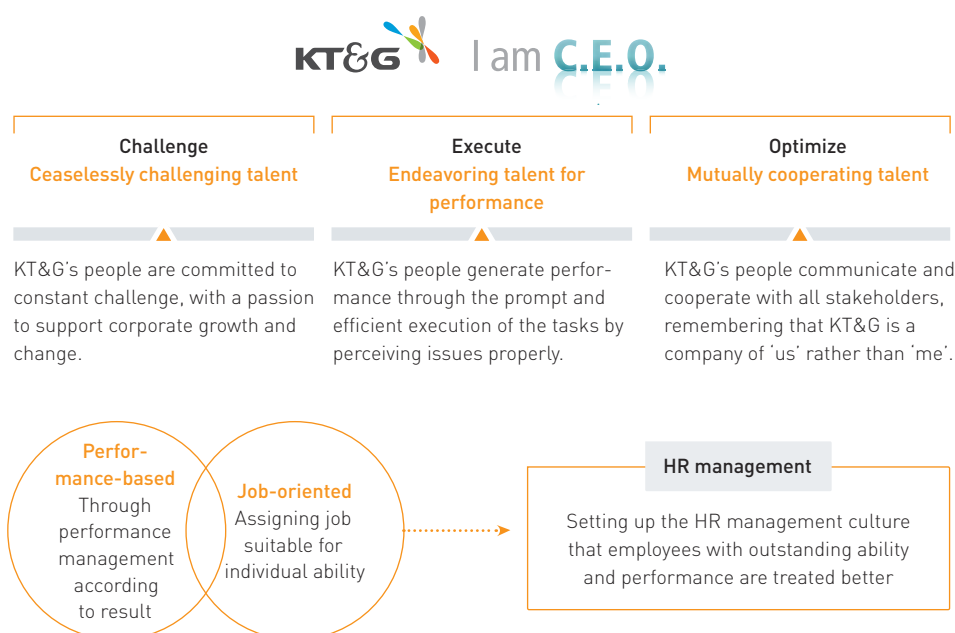 KT&G I am C.E.O.
Challenge
Ceaselessly challenging talent
KT&G's people are committed to
constant challenge, with a passion
to support corporate growth and
change.
Execute
Endeavoring talent for
performance
KT&G's people generate perfor-
mance through the prompt and
efficient execution of the tasks by
perceiving issues properly.
Optimize
Mutually cooperating talent
KT&G's people communicate and
cooperate with all stakeholders,
remembering that KT&G is a
company of 'us' rather than 'me'.
Perfor-
mance-based
Through
performance
management
according
to result
Job-oriented
Assigning job
suitable for
individual ability
HR management
Setting up the HR management culture
that employees with outstanding ability
and performance are treated better